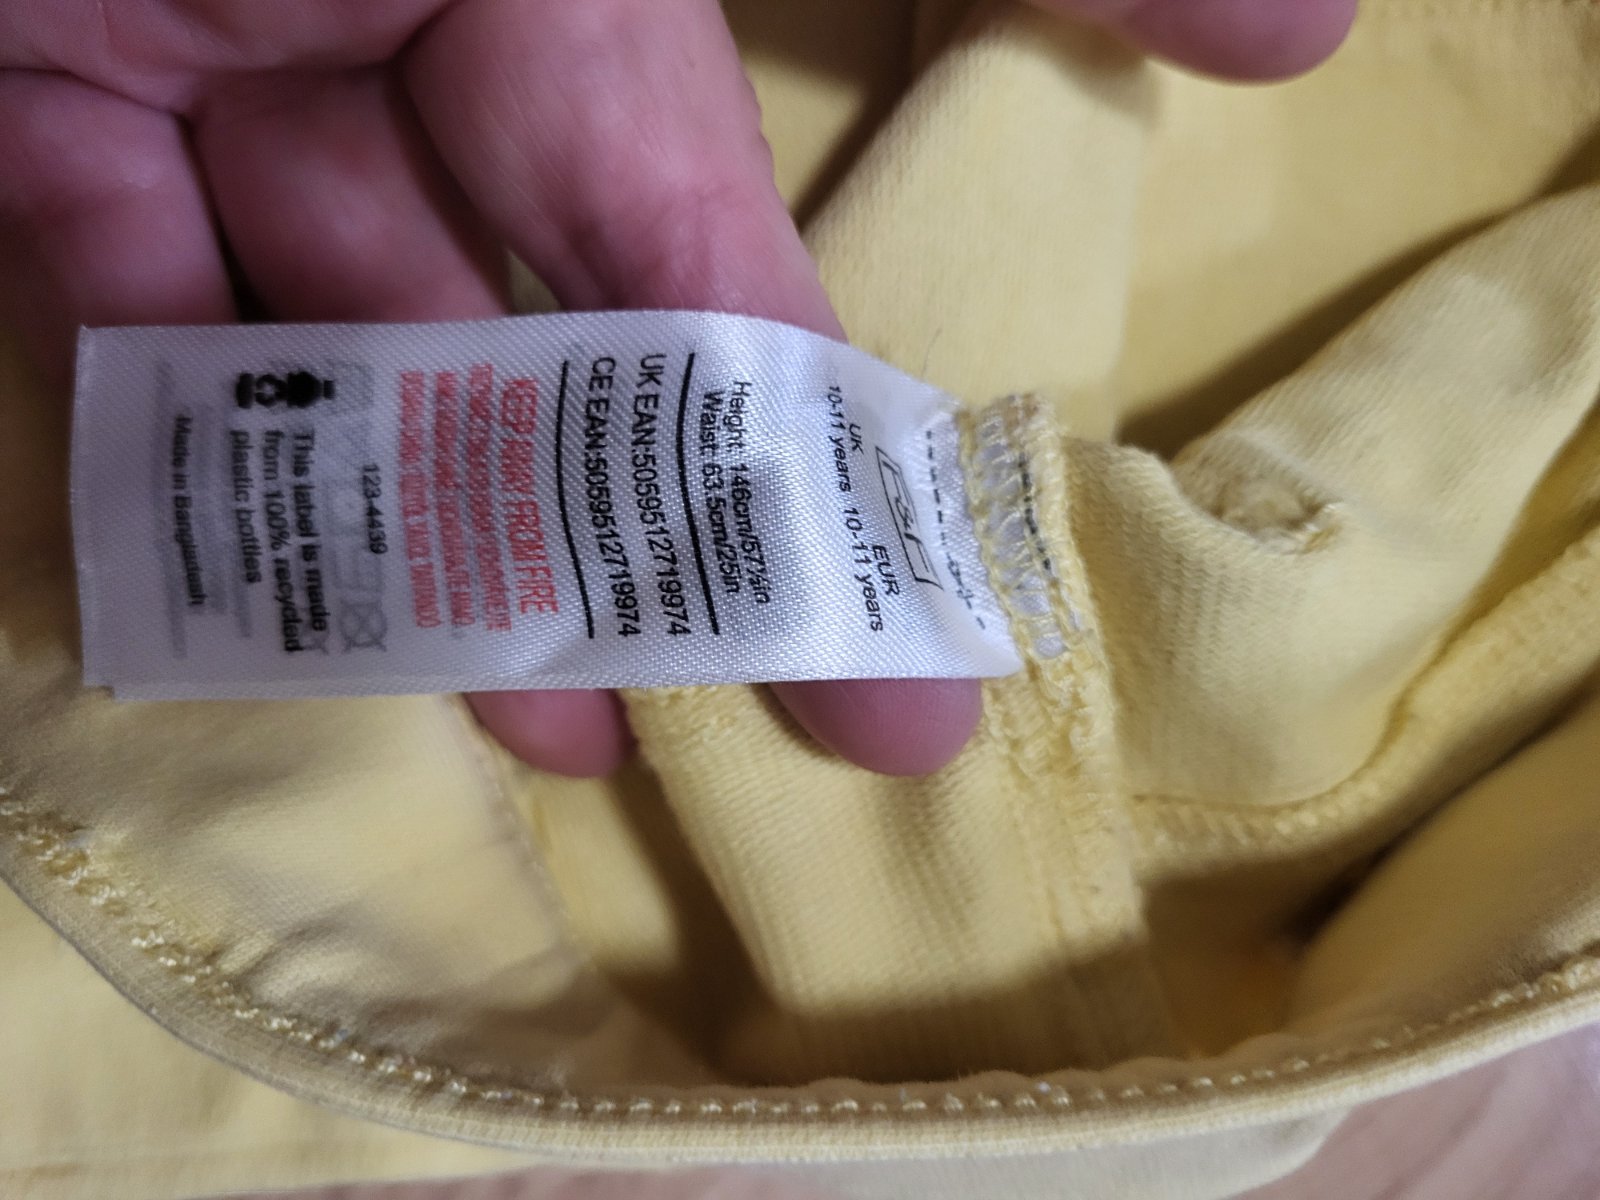 F&F
UK EUR
10-11 years 10-11 years
Height: 146cm/57½in
Waist: 63.5cm/25in
UK EAN:5059512719974
CE EAN:5059512719974
KEEP AWAY FROM FIRE
123-4439
This label is made
from 100% recycled
plastic bottles
Made in Bangladesh